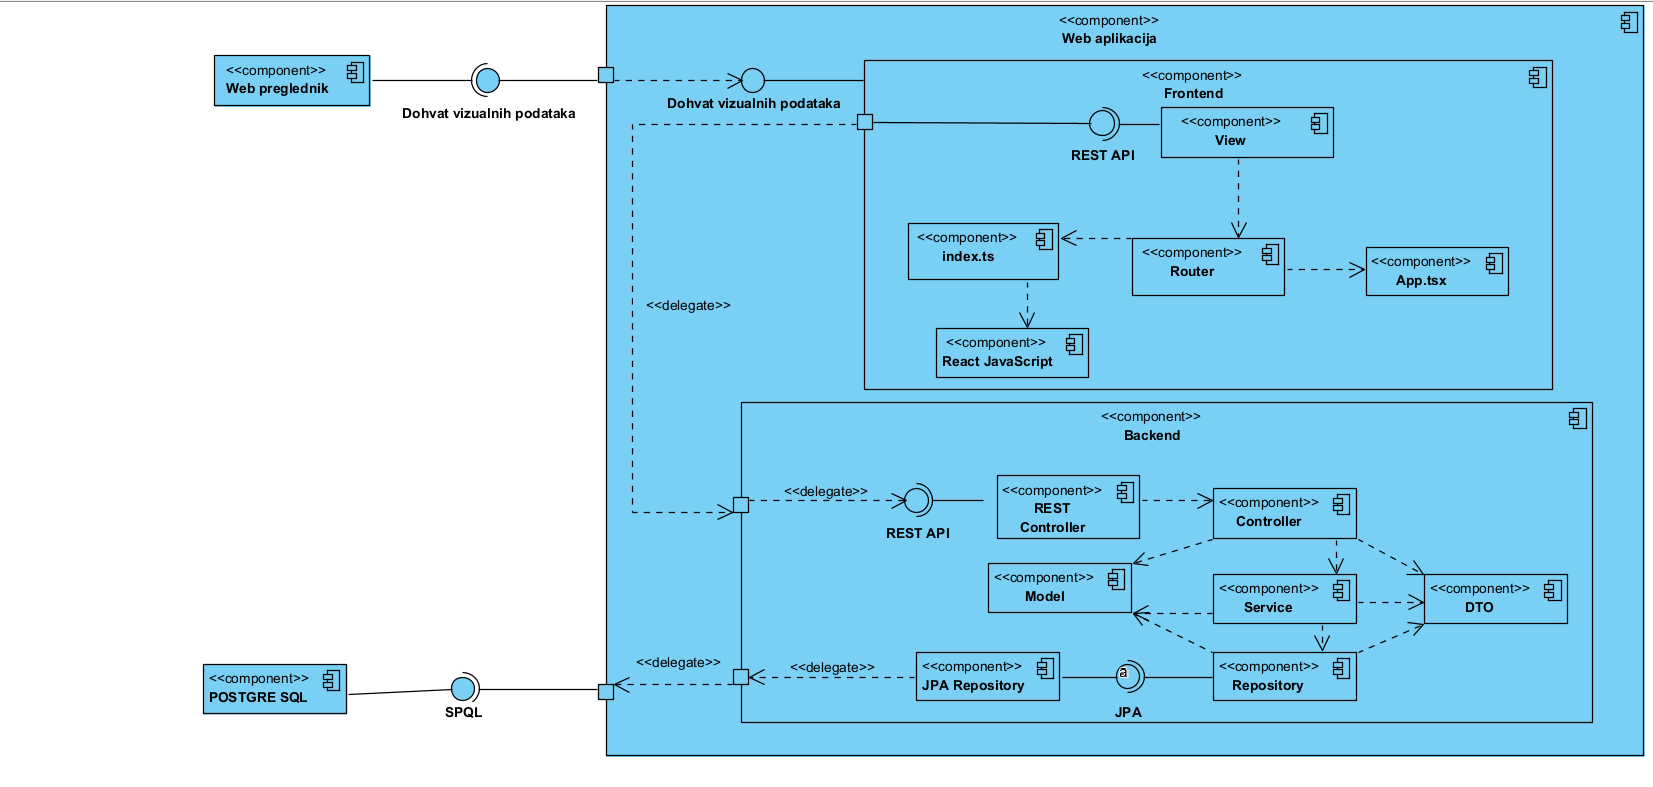 <<component>>
Web aplikacija
<<component>>
Web preglednik
Dohvat vizualnih podataka
Dohvat vizualnih podataka
<<component>>
Frontend
REST API
<<component>>
View
<<component>>
index.ts
<<component>>
Router
<<component>>
App.tsx
<<component>>
React JavaScript
<<delegate>>
<<component>>
Backend
<<delegate>>
REST API
<<component>>
REST
Controller
<<component>>
Controller
<<component>>
Model
<<component>>
Service
<<component>>
DTO
<<component>>
POSTGRE SQL
SPQL
<<delegate>>
<<delegate>>
<<component>>
JPA Repository
a
JPA
<<component>>
Repository